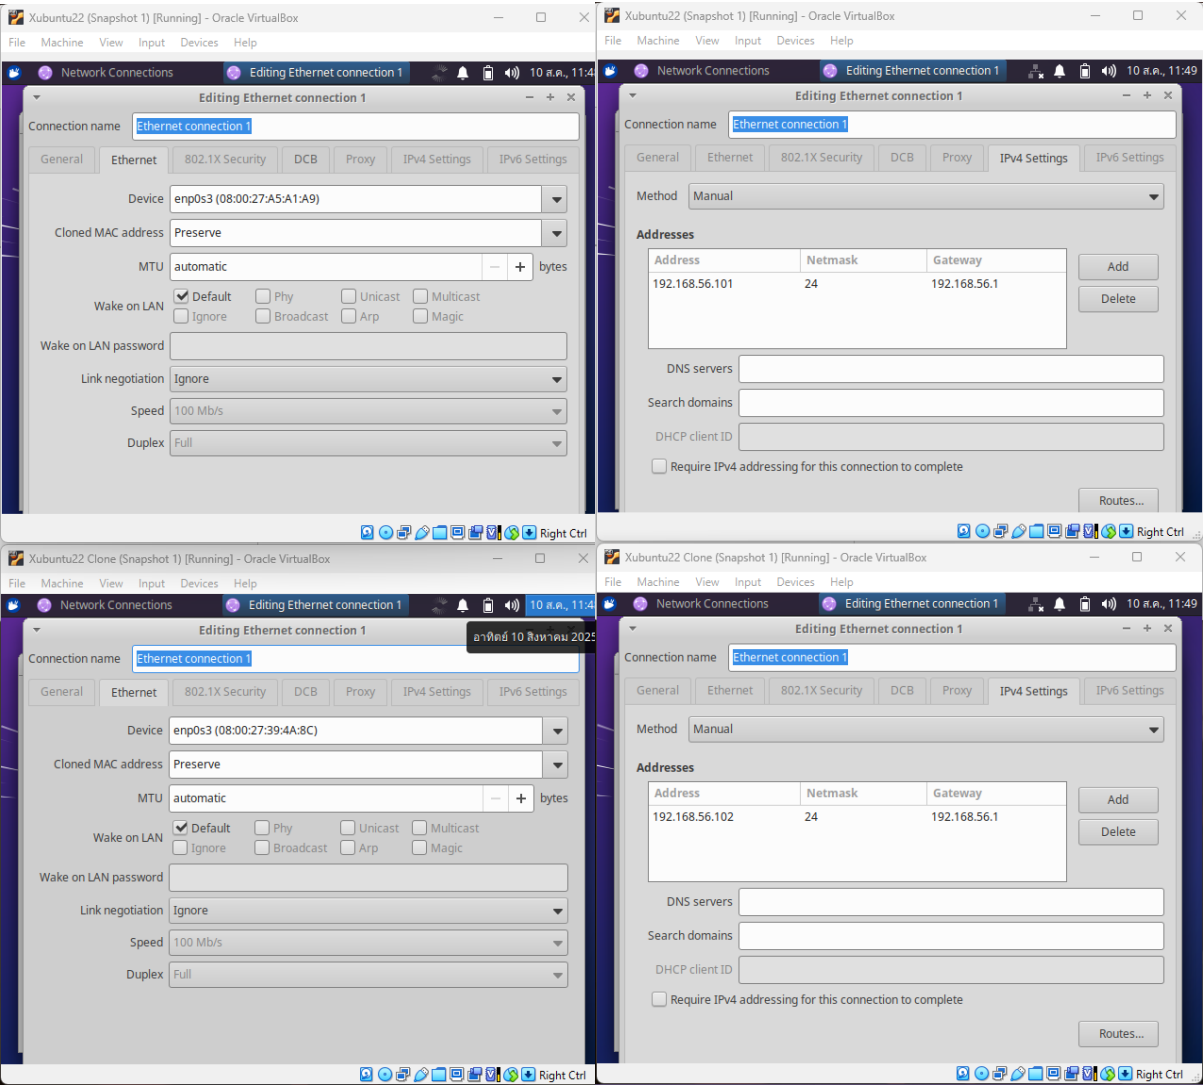 Xubuntu22 (Snapshot 1) [Running] - Oracle VirtualBox
File Machine View Input Devices Help
Network Connections Editing Ethernet connection 1 10 ส.ค., 11:4
Editing Ethernet connection 1
Connection name Ethernet connection 1
General Ethernet 802.1X Security DCB Proxy IPv4 Settings IPv6 Settings
Device enp0s3 (08:00:27:A5:A1:A9)
Cloned MAC address Preserve
MTU automatic − + bytes
Wake on LAN Default Phy Unicast Multicast
Ignore Broadcast Arp Magic
Wake on LAN password
Link negotiation Ignore
Speed 100 Mb/s
Duplex Full
Right Ctrl
Xubuntu22 (Snapshot 1) [Running] - Oracle VirtualBox
File Machine View Input Devices Help
Network Connections Editing Ethernet connection 1 10 ส.ค., 11:49
Editing Ethernet connection 1
Connection name Ethernet connection 1
General Ethernet 802.1X Security DCB Proxy IPv4 Settings IPv6 Settings
Method Manual
Addresses
Address Netmask Gateway
192.168.56.101 24 192.168.56.1
Add
Delete
DNS servers
Search domains
DHCP client ID
Require IPv4 addressing for this connection to complete
Routes...
Right Ctrl
Xubuntu22 Clone (Snapshot 1) [Running] - Oracle VirtualBox
File Machine View Input Devices Help
Network Connections Editing Ethernet connection 1 10 ส.ค., 11:4
Editing Ethernet connection 1
อาทิตย์ 10 สิงหาคม 2025
Connection name Ethernet connection 1
General Ethernet 802.1X Security DCB Proxy IPv4 Settings IPv6 Settings
Device enp0s3 (08:00:27:39:4A:8C)
Cloned MAC address Preserve
MTU automatic − + bytes
Wake on LAN Default Phy Unicast Multicast
Ignore Broadcast Arp Magic
Wake on LAN password
Link negotiation Ignore
Speed 100 Mb/s
Duplex Full
Right Ctrl
Xubuntu22 Clone (Snapshot 1) [Running] - Oracle VirtualBox
File Machine View Input Devices Help
Network Connections Editing Ethernet connection 1 10 ส.ค., 11:49
Editing Ethernet connection 1
Connection name Ethernet connection 1
General Ethernet 802.1X Security DCB Proxy IPv4 Settings IPv6 Settings
Method Manual
Addresses
Address Netmask Gateway
192.168.56.102 24 192.168.56.1
Add
Delete
DNS servers
Search domains
DHCP client ID
Require IPv4 addressing for this connection to complete
Routes...
Right Ctrl